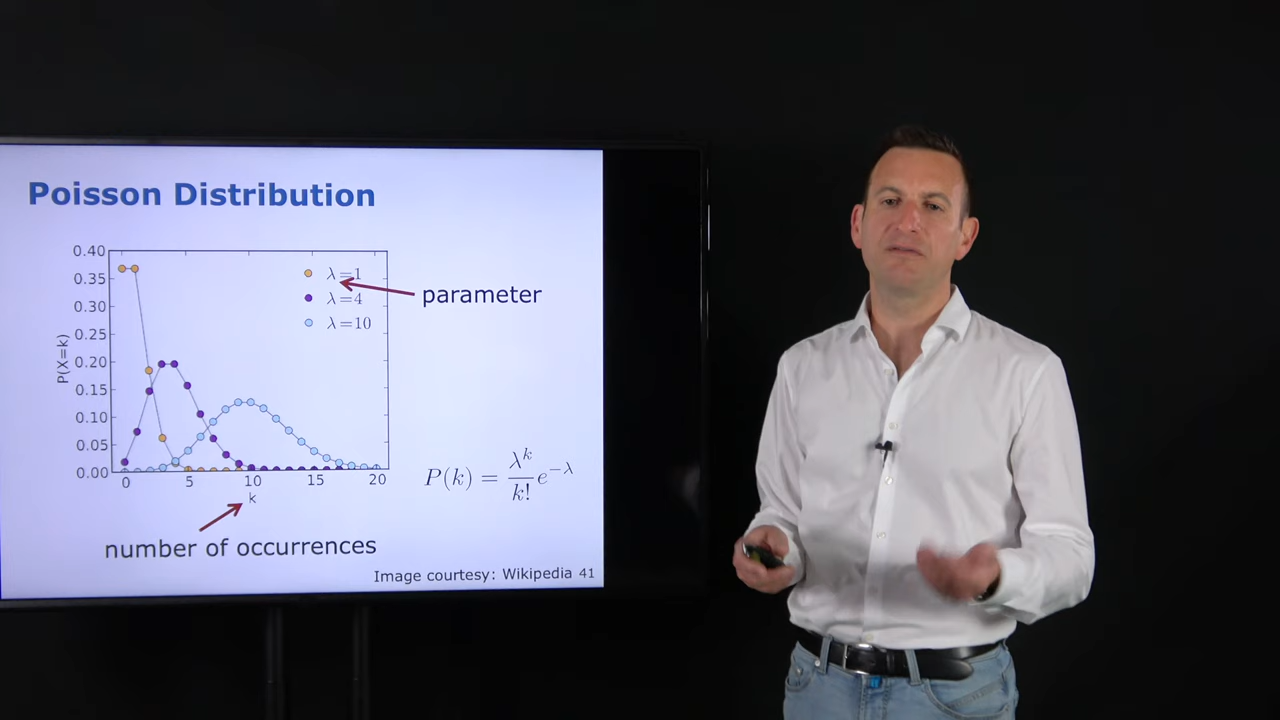 Poisson Distribution
0.40
0.35
0.30
0.25
0.20
0.15
0.10
0.05
0.00
P(X=k)
λ=1
λ=4
λ=10
parameter
0 5 10 15 20
k
number of occurrences
P(k) = λ^k / k! e^{-λ}
Image courtesy: Wikipedia 41